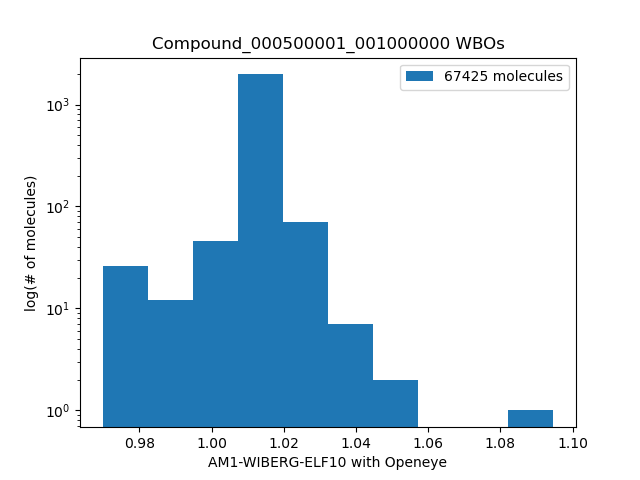 Compound_000500001_001000000 WBOs
67425 molecules
log(# of molecules)
10³
10²
10¹
10⁰
0.98 1.00 1.02 1.04 1.06 1.08 1.10
AM1-WIBERG-ELF10 with Openeye